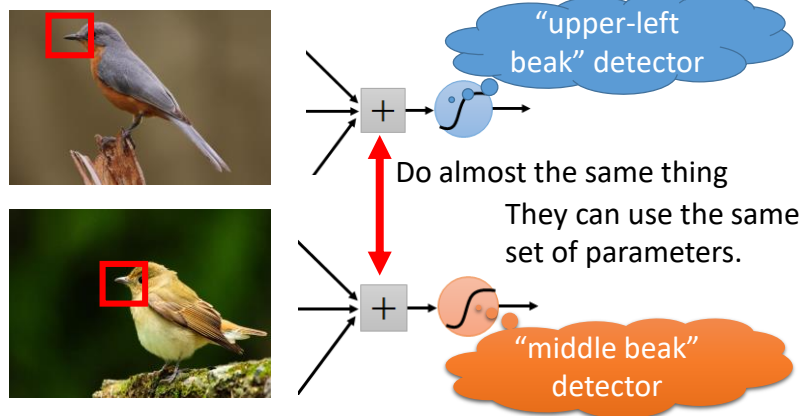 “upper-left
beak” detector
+
Do almost the same thing
They can use the same
set of parameters.
+
“middle beak”
detector